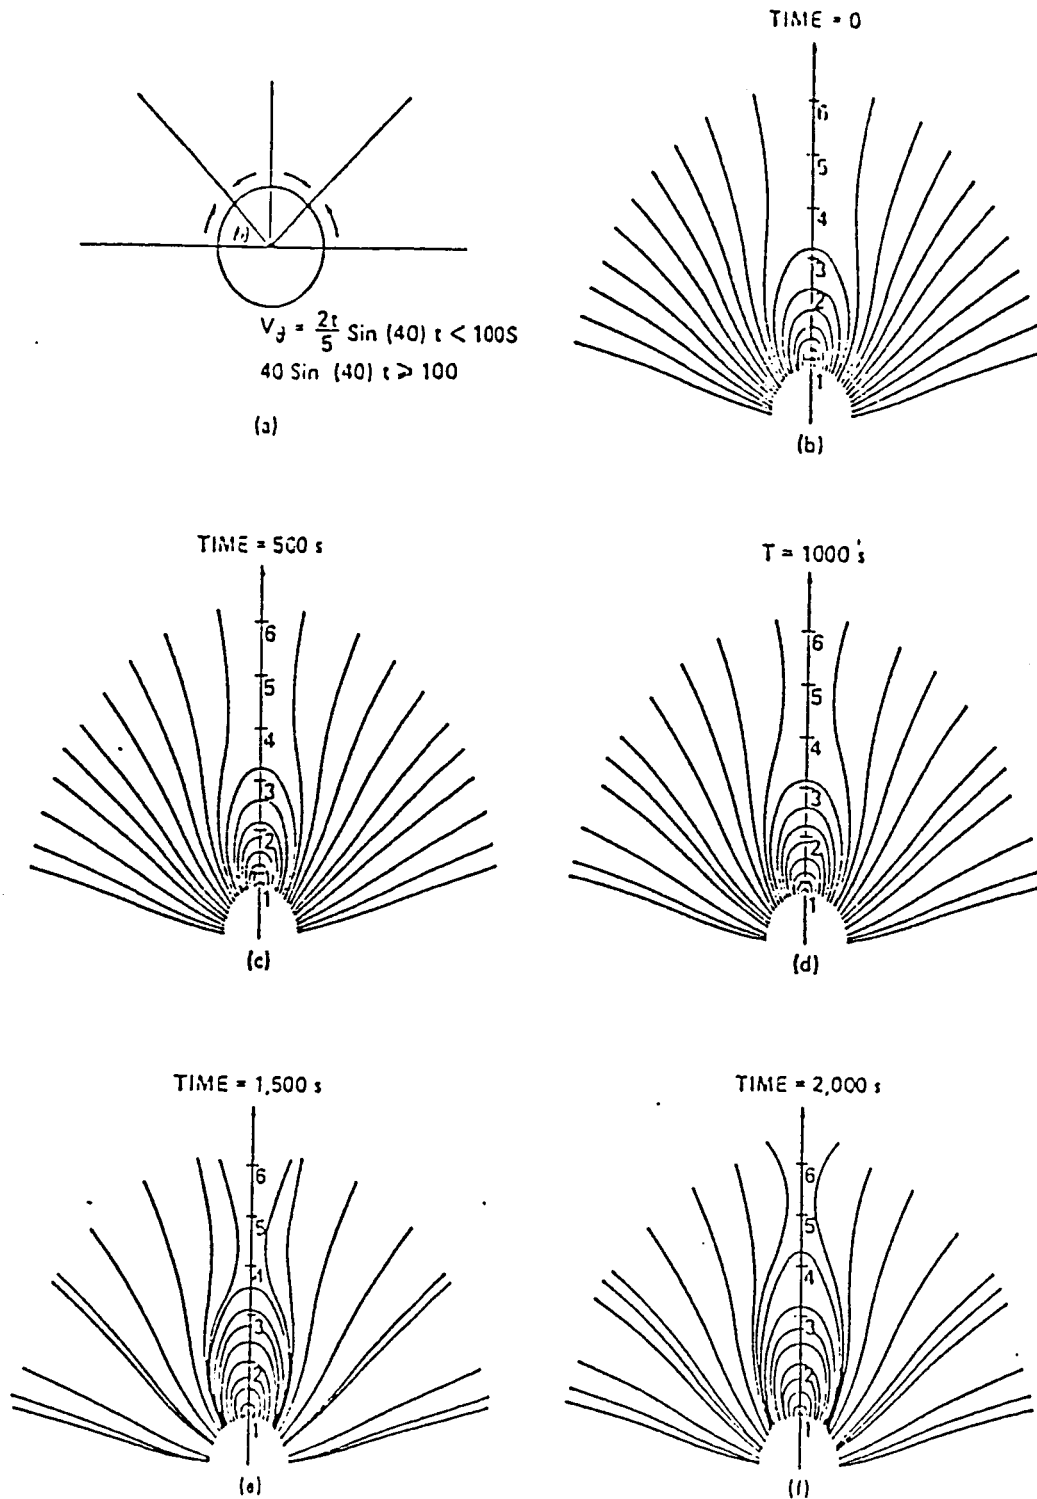 TIME = 0
6
5
4
3
2
1
(b)
V = 2t/5 Sin (40) t < 100S
40 Sin (40) t > 100
(a)
TIME = 500 s
6
5
4
3
2
1
(c)
T = 1000 s
6
5
4
3
2
1
(d)
TIME = 1,500 s
6
5
4
3
2
1
(e)
TIME = 2,000 s
6
5
4
3
2
1
(f)